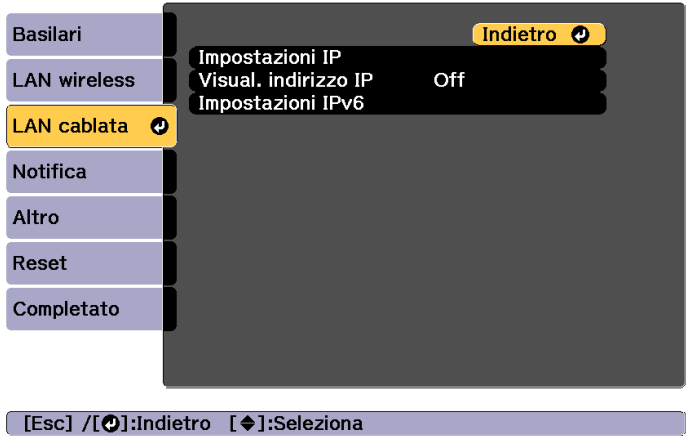 Basilari
LAN wireless
LAN cablata
Notifica
Altro
Reset
Completato
Indietro
Impostazioni IP
Visual. indirizzo IP Off
Impostazioni IPv6
[Esc] /[⏎]:Indietro [◆]:Seleziona